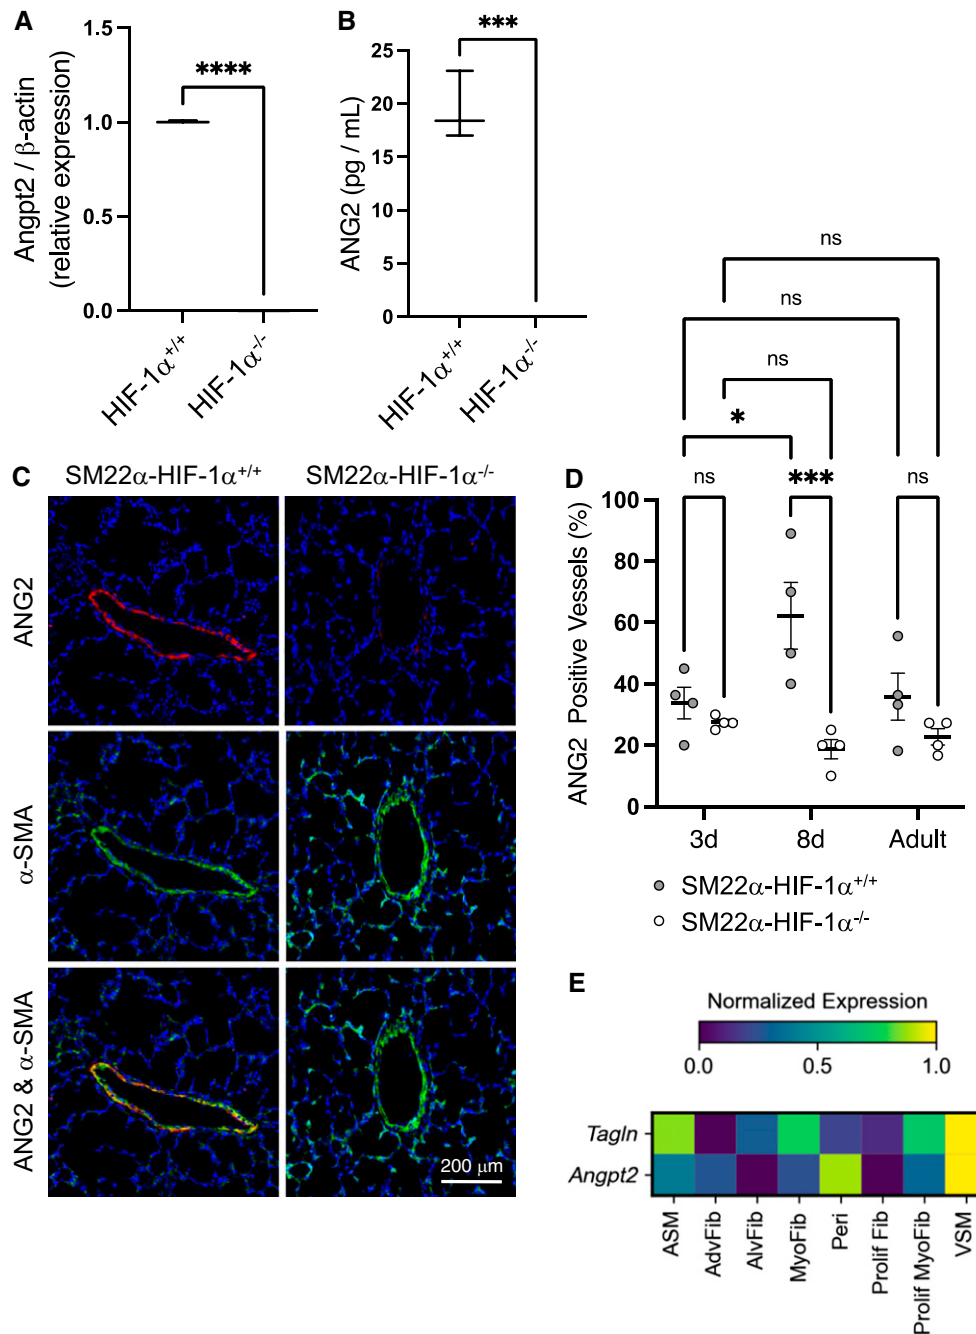 A
Angpt2 / β-actin
(relative expression)
1.5
1.0
0.5
0.0
****
HIF-1α+/+
HIF-1α-/-
B
ANG2 (pg / mL)
25
20
15
10
5
0
***
HIF-1α+/+
HIF-1α-/-
C
SM22α-HIF-1α+/+
SM22α-HIF-1α-/-
ANG2
α-SMA
ANG2 & α-SMA
200 μm
D
ns
ns
ns
*
ns
***
ns
ANG2 Positive Vessels (%)
100
80
60
40
20
0
3d
8d
Adult
SM22α-HIF-1α+/+
SM22α-HIF-1α-/-
E
Normalized Expression
0.0
0.5
1.0
Tagln
Angpt2
ASM
AdvFib
AlvFib
MyoFib
Peri
Prolif Fib
Prolif MyoFib
VSM